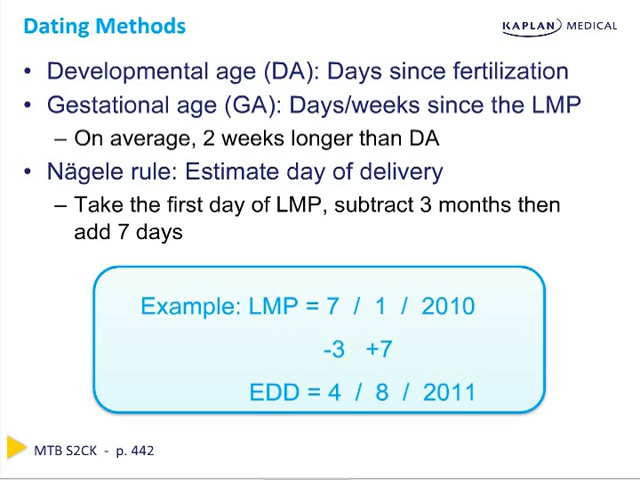 Dating Methods
KAPLAN MEDICAL
• Developmental age (DA): Days since fertilization
• Gestational age (GA): Days/weeks since the LMP
– On average, 2 weeks longer than DA
• Nägele rule: Estimate day of delivery
– Take the first day of LMP, subtract 3 months then
add 7 days
Example: LMP = 7 / 1 / 2010
-3 +7
EDD = 4 / 8 / 2011
MTB S2CK - p. 442